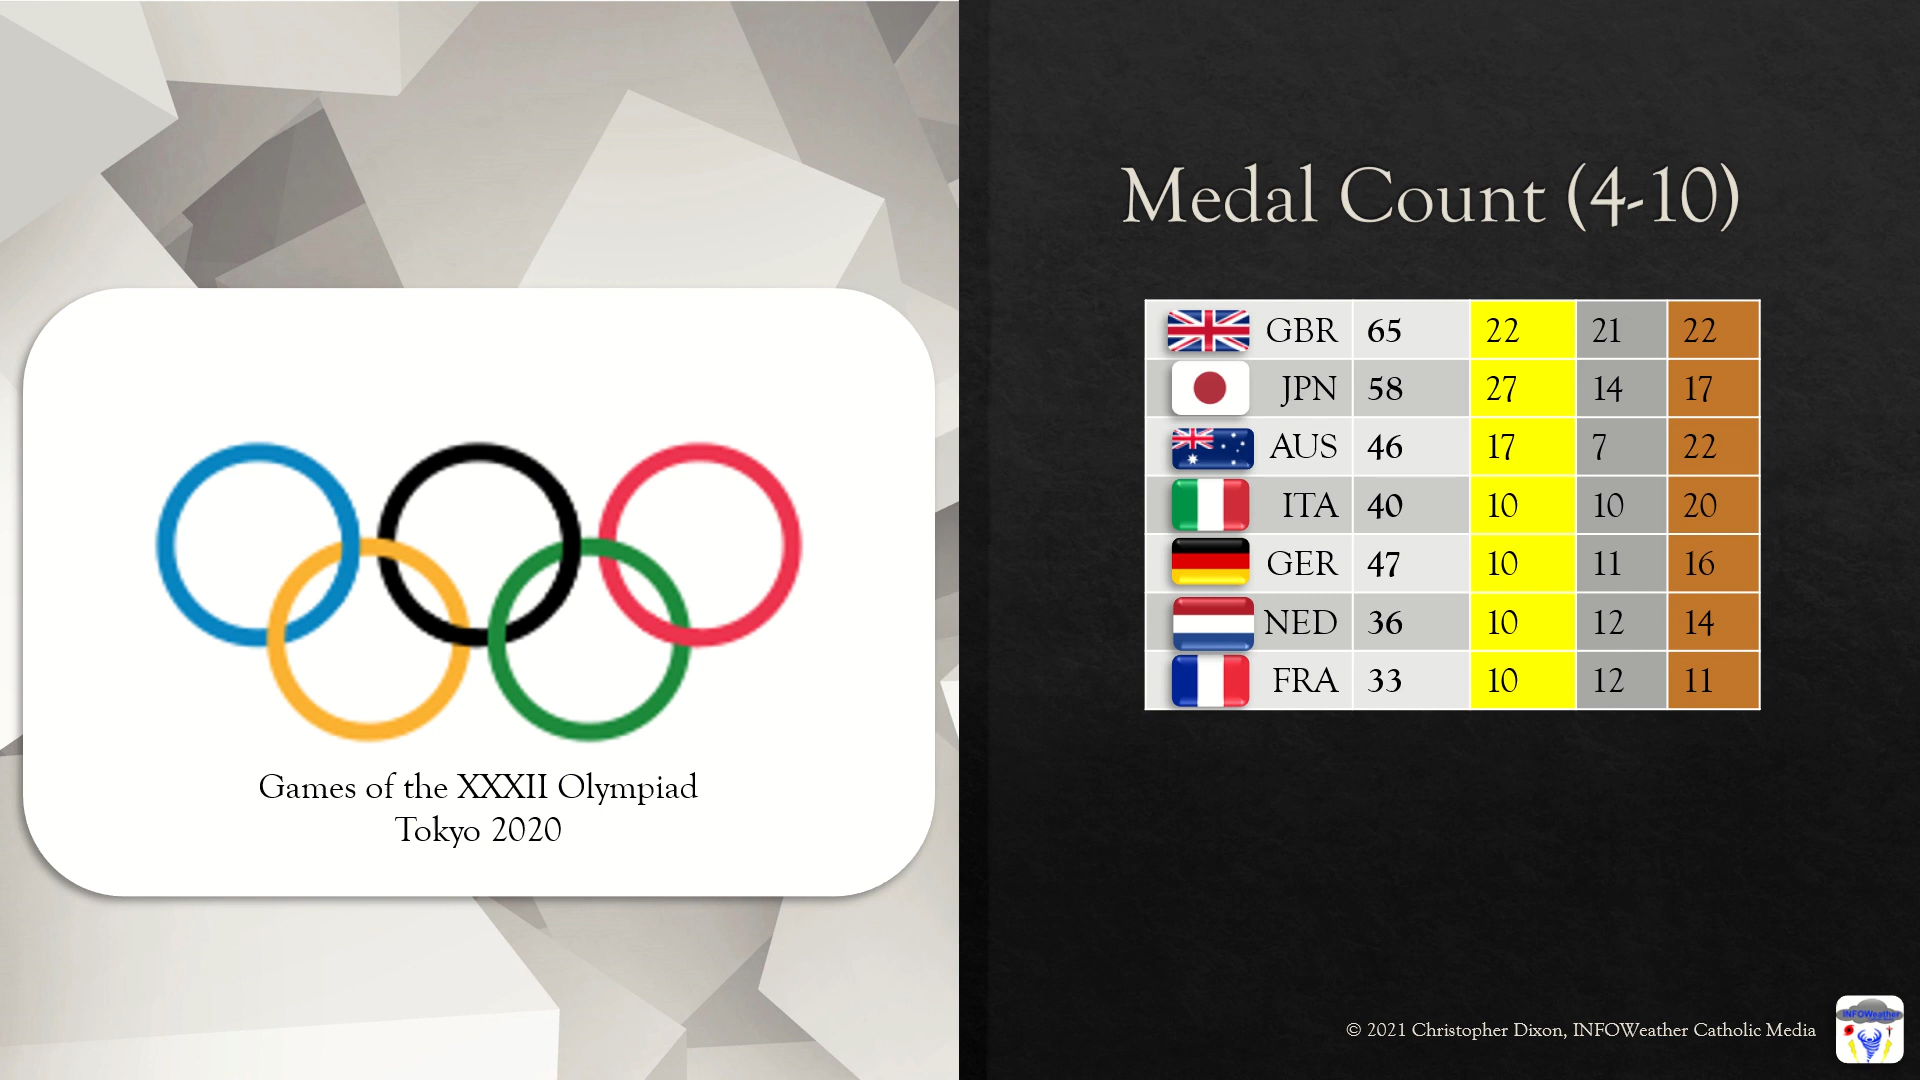 Games of the XXXII Olympiad
Tokyo 2020
Medal Count (4-10)
GBR 65 22 21 22
JPN 58 27 14 17
AUS 46 17 7 22
ITA 40 10 10 20
GER 47 10 11 16
NED 36 10 12 14
FRA 33 10 12 11
© 2021 Christopher Dixon, INFOWeather Catholic Media
INFOWeather